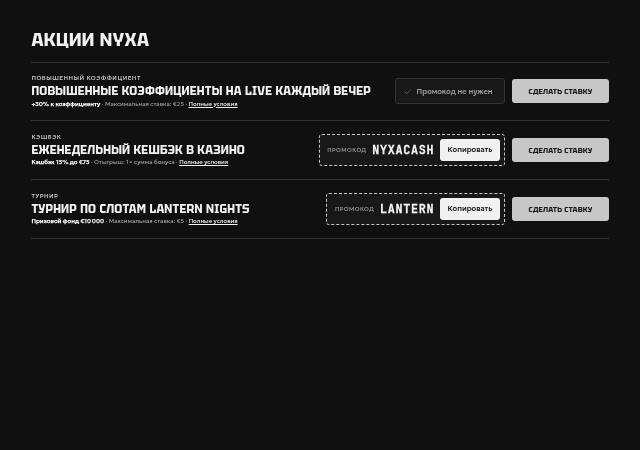 АКЦИИ NYXA
ПОВЫШЕННЫЙ КОЭФФИЦИЕНТ
ПОВЫШЕННЫЕ КОЭФФИЦИЕНТЫ НА LIVE КАЖДЫЙ ВЕЧЕР
+30% к коэффициенту · Максимальная ставка: €25 · Полные условия
Промокод не нужен
СДЕЛАТЬ СТАВКУ
КЭШБЭК
ЕЖЕНЕДЕЛЬНЫЙ КЕШБЭК В КАЗИНО
Кэшбэк 15% до €75 · Отыгрыш: 1× сумма бонуса · Полные условия
ПРОМОКОД NYXACASH Копировать
СДЕЛАТЬ СТАВКУ
ТУРНИР
ТУРНИР ПО СЛОТАМ LANTERN NIGHTS
Призовой фонд €10 000 · Максимальная ставка: €5 · Полные условия
ПРОМОКОД LANTERN Копировать
СДЕЛАТЬ СТАВКУ